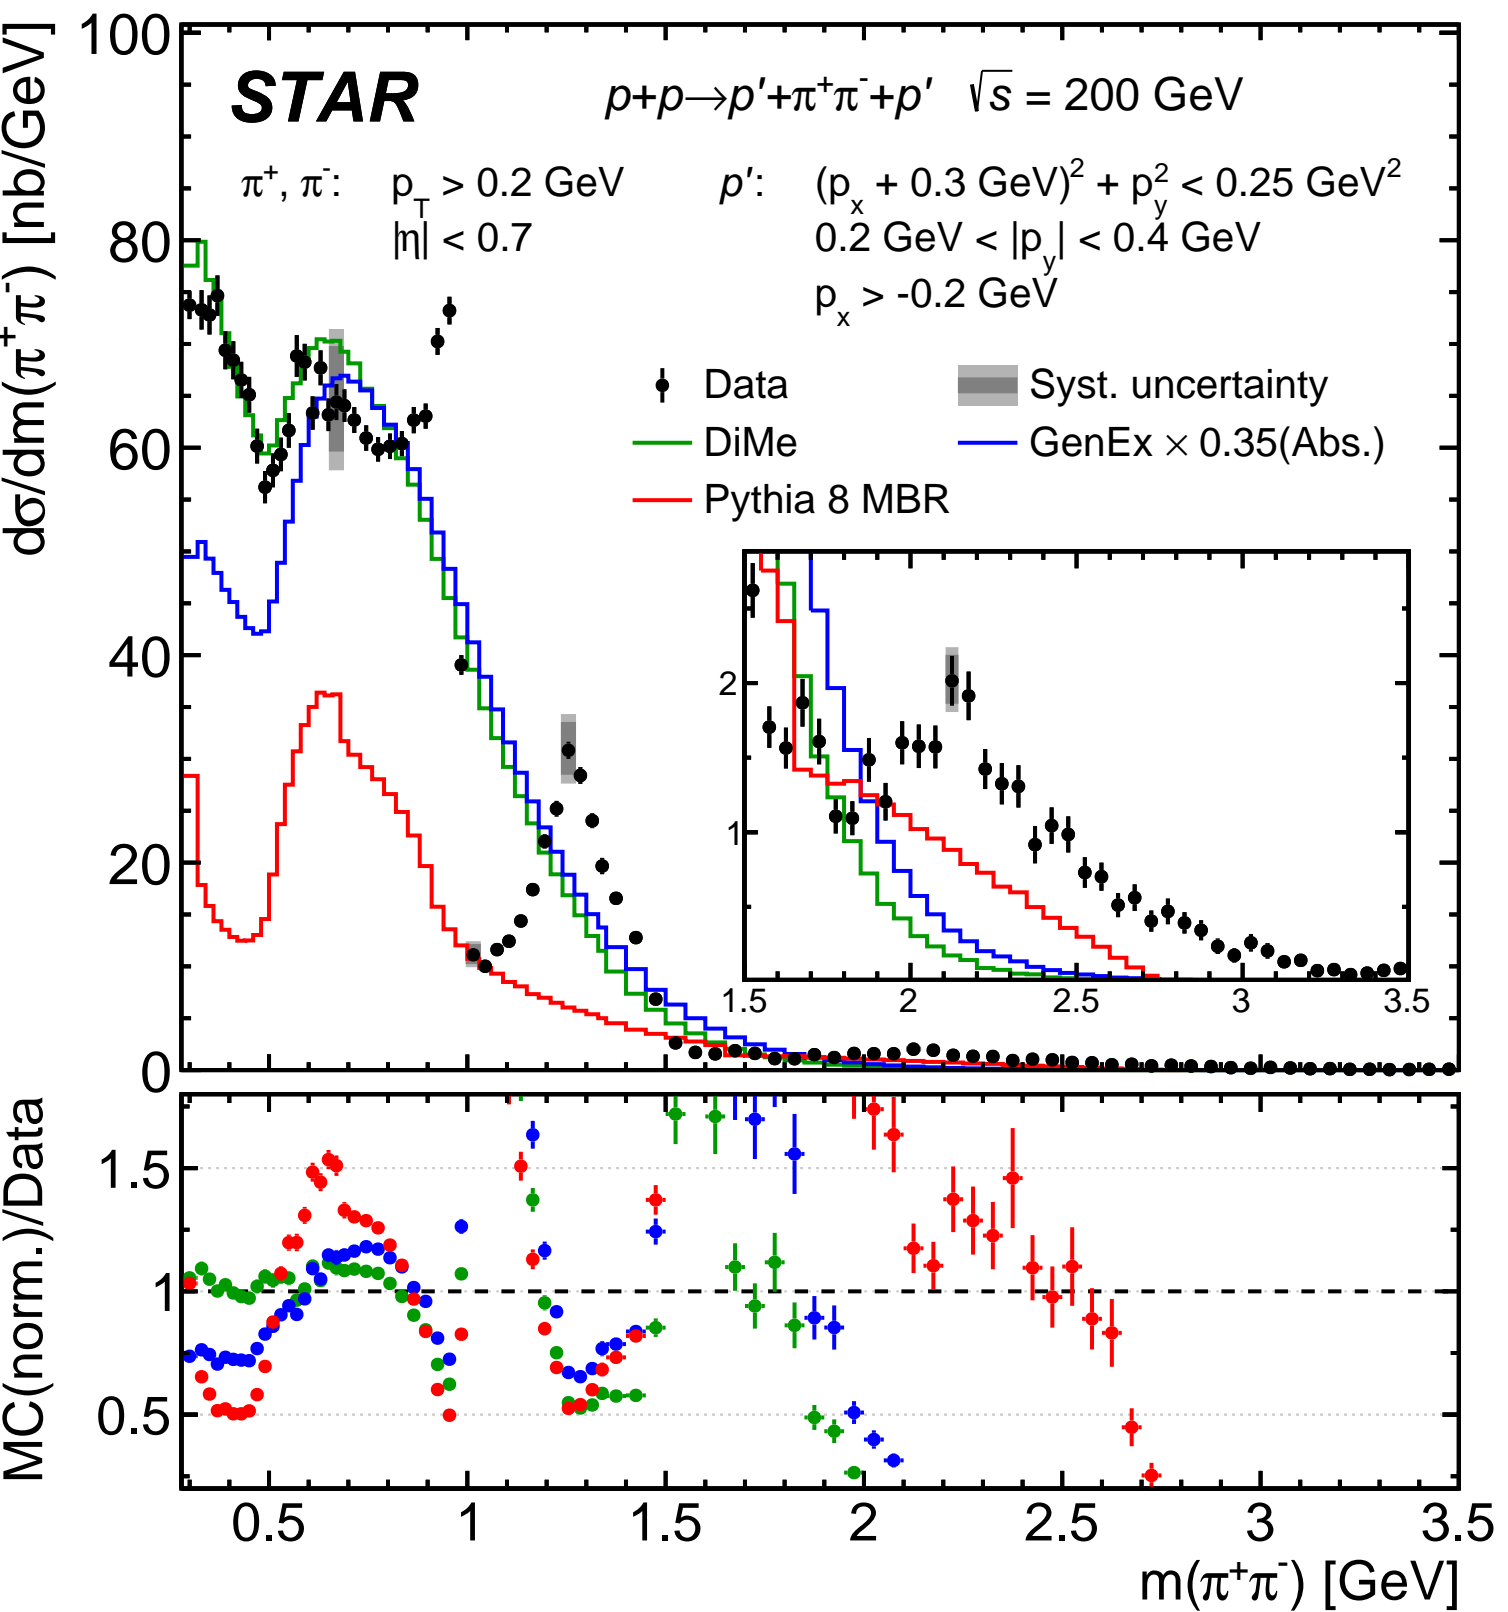 dσ/dm(π⁺π⁻) [nb/GeV]
100
80
60
40
20
0
STAR
p+p→p′+π⁺π⁻+p′ √s = 200 GeV
π⁺, π⁻: p_T > 0.2 GeV
|η| < 0.7
p′: (p_x + 0.3 GeV)² + p_y² < 0.25 GeV²
0.2 GeV < |p_y| < 0.4 GeV
p_x > -0.2 GeV
Data
Syst. uncertainty
DiMe
GenEx × 0.35(Abs.)
Pythia 8 MBR
2
1
1.5 2 2.5 3 3.5
MC(norm.)/Data
1.5
1
0.5
0.5 1 1.5 2 2.5 3 3.5
m(π⁺π⁻) [GeV]